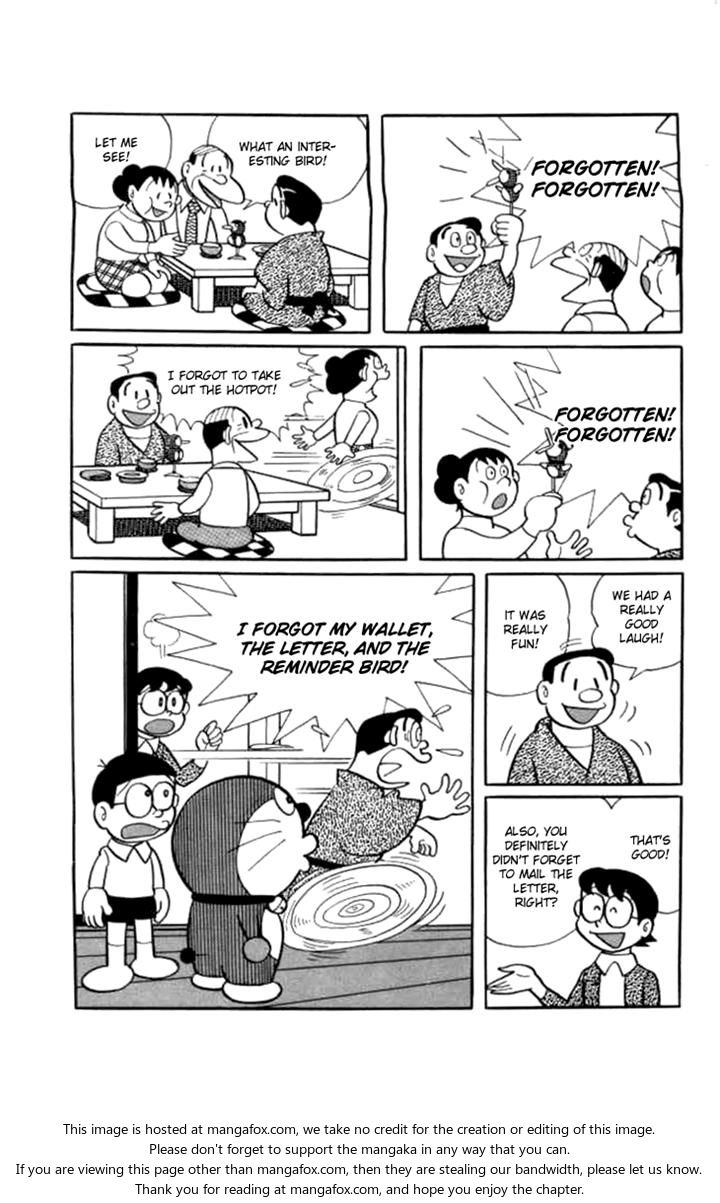 FORGOTTEN!
FORGOTTEN!
WHAT AN INTER-
ESTING BIRD!
LET ME
SEE!
FORGOTTEN!
FORGOTTEN!
I FORGOT TO TAKE
OUT THE HOTPOT!
WE HAD A
REALLY
GOOD
LAUGH!
IT WAS
REALLY
FUN!
THAT'S
GOOD!
ALSO, YOU
DEFINITELY
DIDN'T FORGET
TO MAIL THE
LETTER,
RIGHT?
I FORGOT MY WALLET,
THE LETTER, AND THE
REMINDER BIRD!
This image is hosted at mangafox.com, we take no credit for the creation or editing of this image.
Please don't forget to support the mangaka in any way that you can.
If you are viewing this page other than mangafox.com, then they are stealing our bandwidth, please let us know.
Thank you for reading at mangafox.com, and hope you enjoy the chapter.